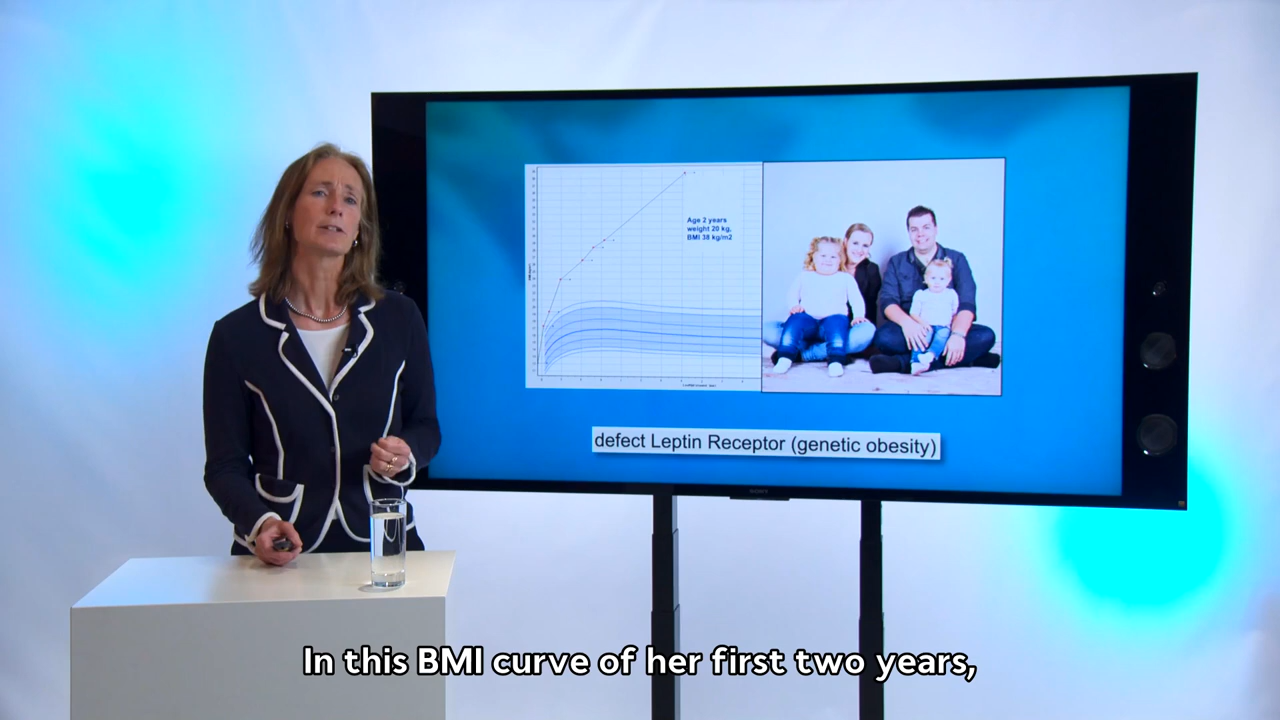 Age 2 years
weight 20 kg,
BMI 38 kg/m2
defect Leptin Receptor (genetic obesity)
SONY
In this BMI curve of her first two years,